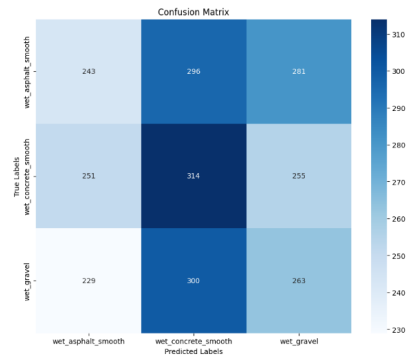 Confusion Matrix
wet_asphalt_smooth
243 296 281
310
300
290
280
270
260
250
240
230
True Labels
wet_concrete_smooth
251 314 255
wet_gravel
229 300 263
wet_asphalt_smooth wet_concrete_smooth wet_gravel
Predicted Labels